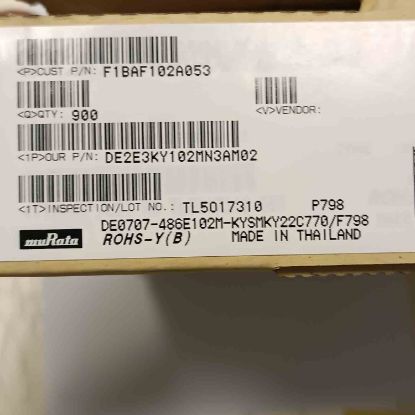 <P>CUST P/N: F1BAF102A053
<Q>QTY: 900
<V>VENDOR:
<1P>OUR P/N: DE2E3KY102MN3AM02
<1T>INSPECTION/LOT NO.: TL5017310 P798
DE0707-486E102M-KYSMKY22C770/F798
muRata ROHS-Y(B) MADE IN THAILAND